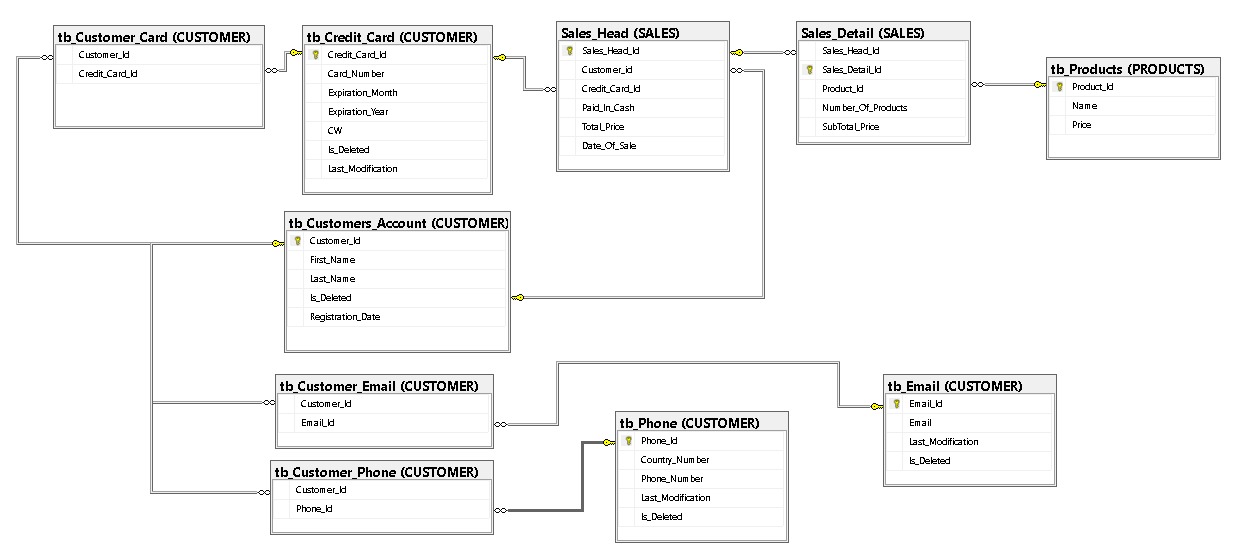 tb_Customer_Card (CUSTOMER)
Customer_Id
Credit_Card_Id
tb_Credit_Card (CUSTOMER)
Credit_Card_Id
Card_Number
Expiration_Month
Expiration_Year
CVV
Is_Deleted
Last_Modification
Sales_Head (SALES)
Sales_Head_Id
Customer_id
Credit_Card_Id
Paid_In_Cash
Total_Price
Date_Of_Sale
Sales_Detail (SALES)
Sales_Head_Id
Sales_Detail_Id
Product_Id
Number_Of_Products
SubTotal_Price
tb_Products (PRODUCTS)
Product_Id
Name
Price
tb_Customers_Account (CUSTOMER)
Customer_Id
First_Name
Last_Name
Is_Deleted
Registration_Date
tb_Customer_Email (CUSTOMER)
Customer_Id
Email_Id
tb_Email (CUSTOMER)
Email_Id
Email
Last_Modification
Is_Deleted
tb_Phone (CUSTOMER)
Phone_Id
Country_Number
Phone_Number
Last_Modification
Is_Deleted
tb_Customer_Phone (CUSTOMER)
Customer_Id
Phone_Id